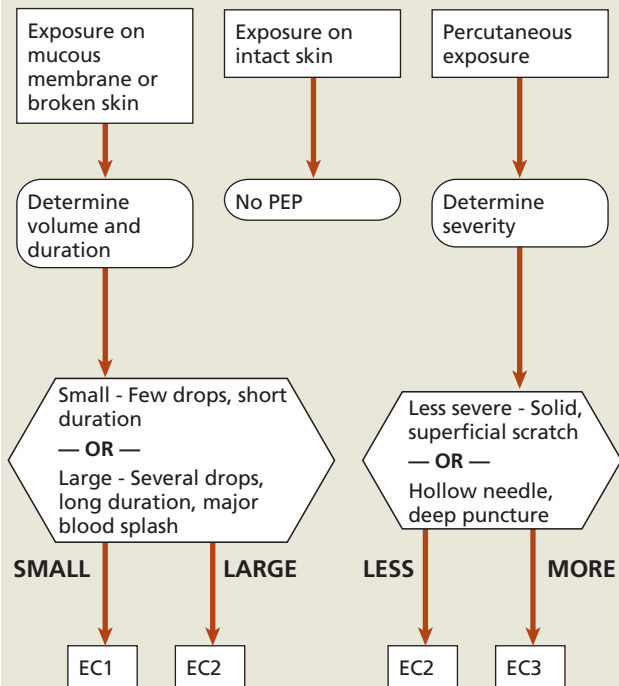 Exposure on
mucous
membrane or
broken skin
Exposure on
intact skin
Percutaneous
exposure
Determine
volume and
duration
No PEP
Determine
severity
Small - Few drops, short
duration
— OR —
Large - Several drops,
long duration, major
blood splash
Less severe - Solid,
superficial scratch
— OR —
Hollow needle,
deep puncture
SMALL
LARGE
LESS
MORE
EC1
EC2
EC2
EC3